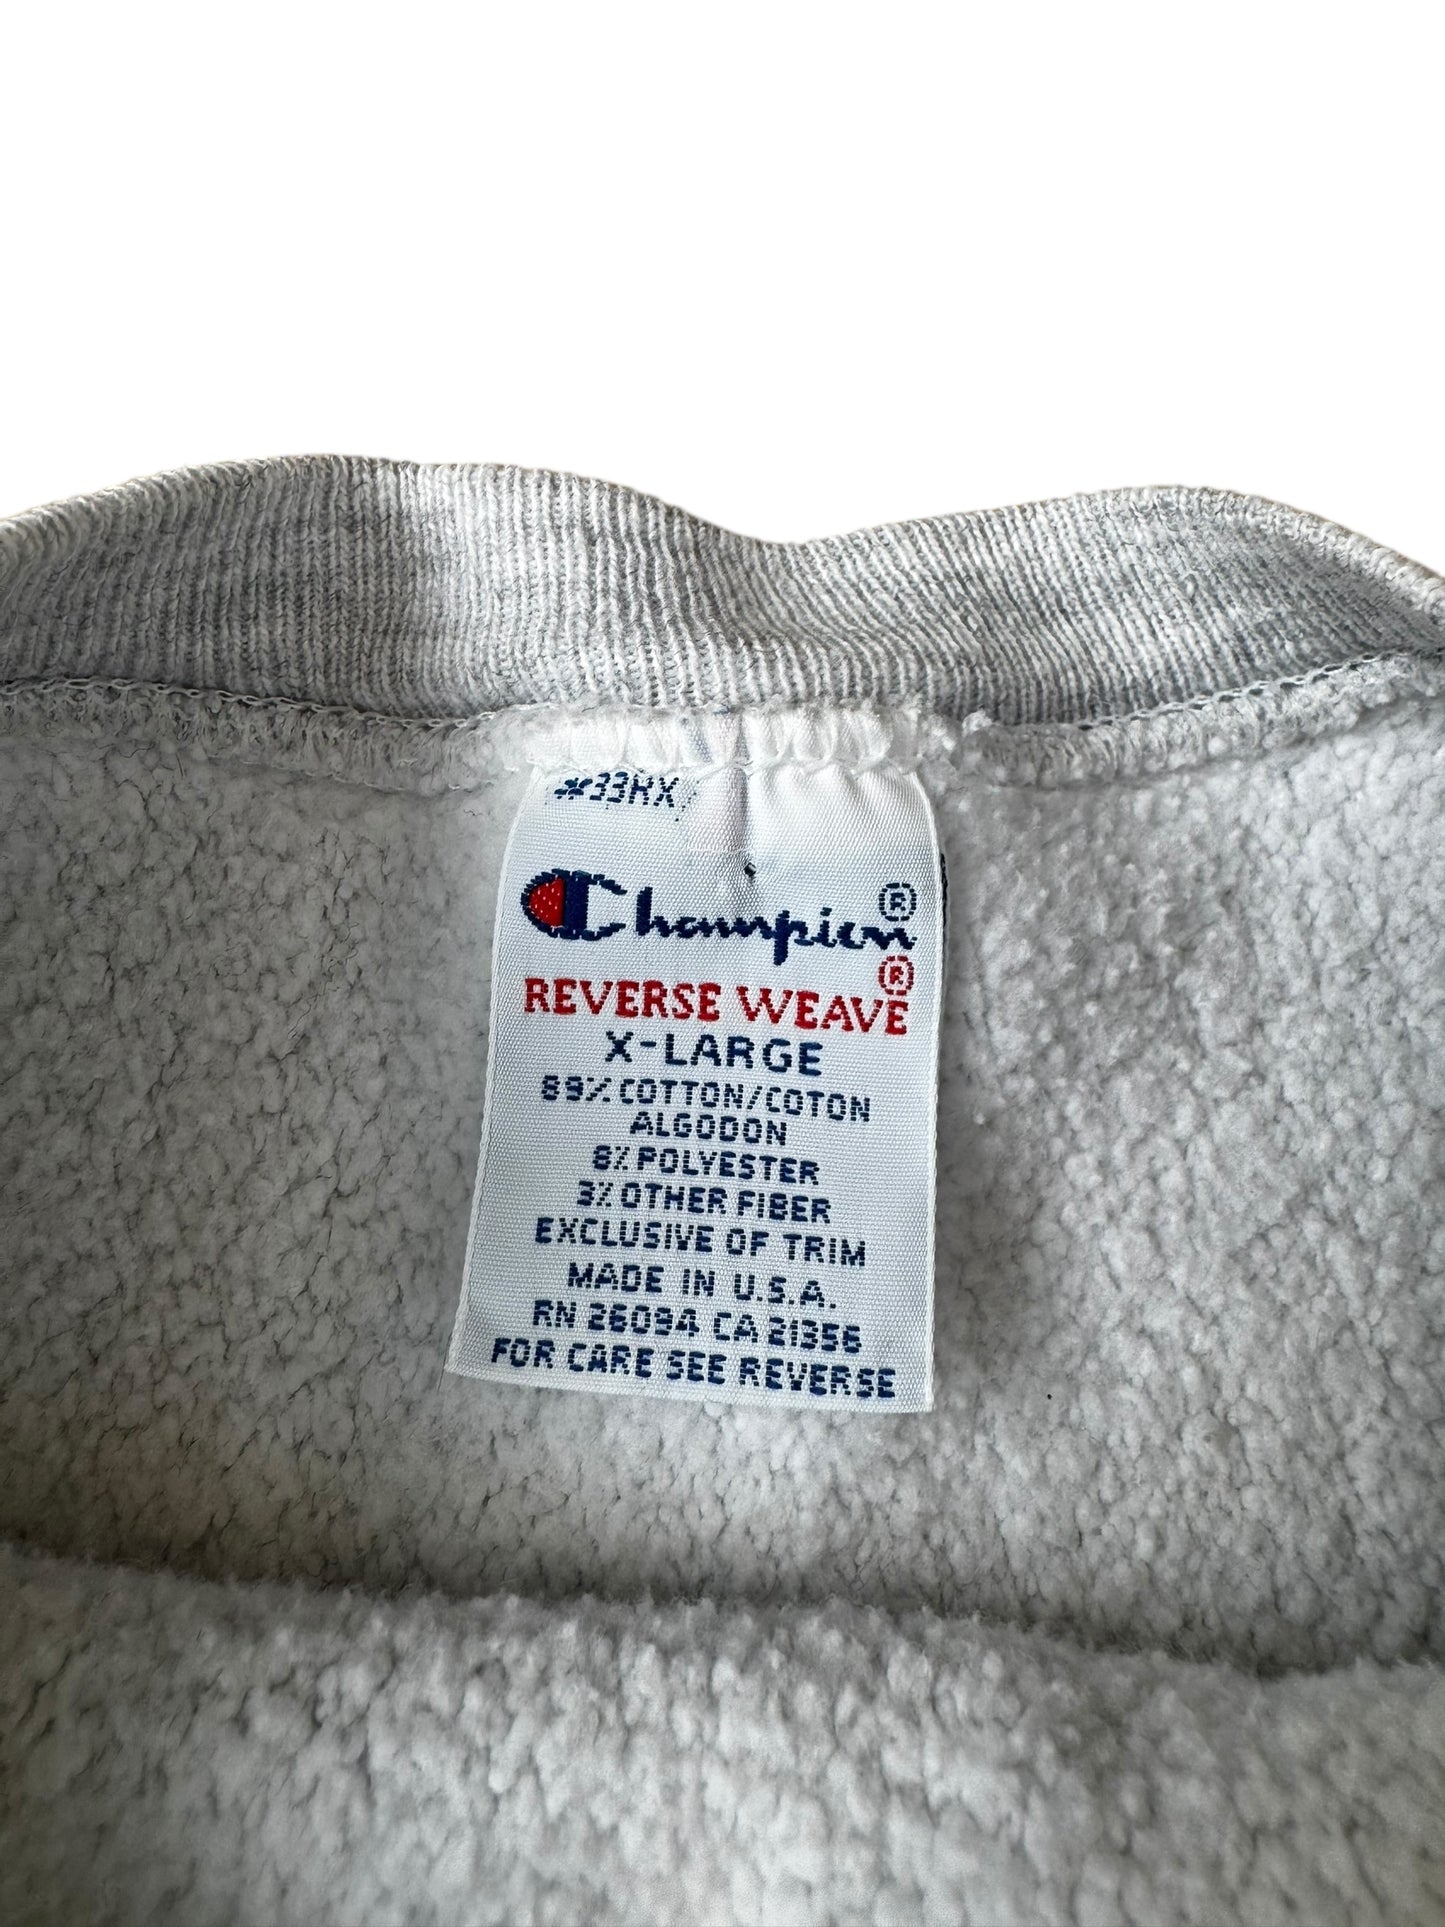 *33HX
Champion®
REVERSE WEAVE®
X-LARGE
89% COTTON/COTON
ALGODON
8% POLYESTER
3% OTHER FIBER
EXCLUSIVE OF TRIM
MADE IN U.S.A.
RN 26094 CA 21356
FOR CARE SEE REVERSE